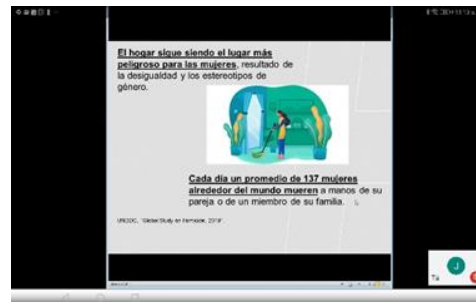 El hogar sigue siendo el lugar más
peligroso para las mujeres, resultado de
la desigualdad y los estereotipos de
género.
Cada día un promedio de 137 mujeres
alrededor del mundo mueren a manos de su
pareja o de un miembro de su familia.
UNODC, "Global Study on Homicide, 2019".
J
Tú